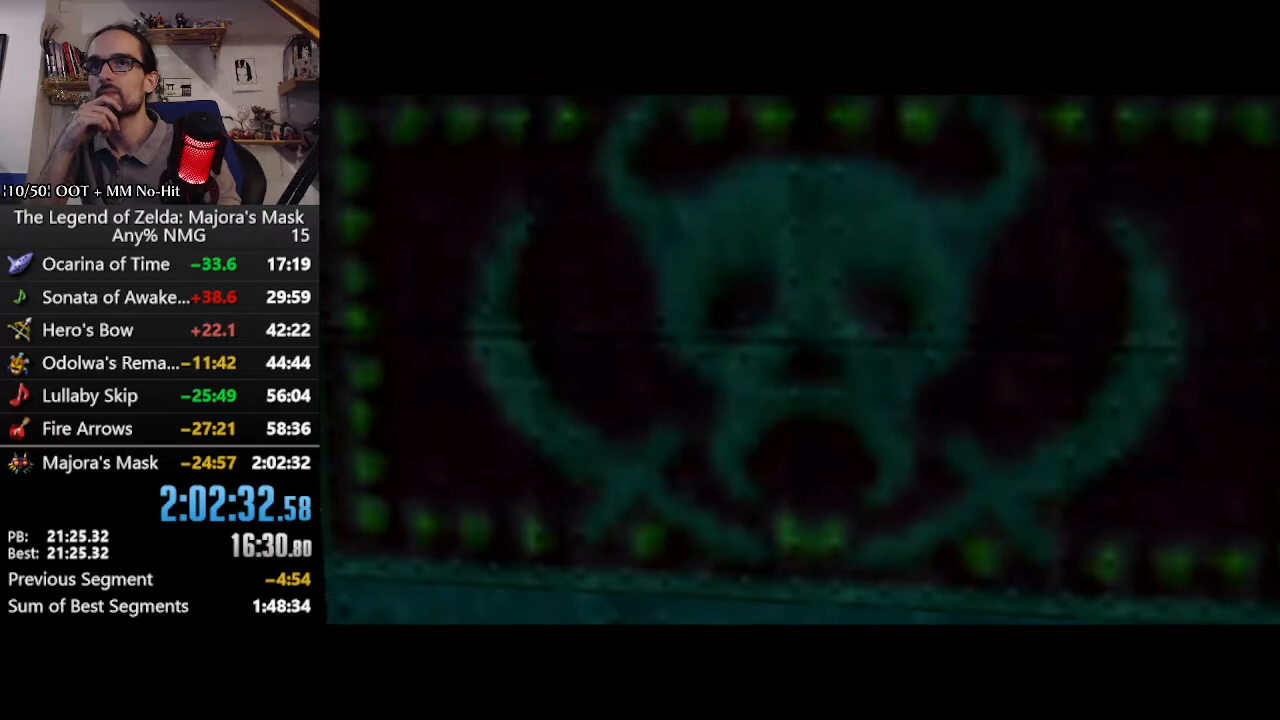 ¦10/50¦ OOT + MM No-Hit
The Legend of Zelda: Majora's Mask
Any% NMG 15
Ocarina of Time −33.6 17:19
Sonata of Awake... +38.6 29:59
Hero's Bow +22.1 42:22
Odolwa's Rema... −11:42 44:44
Lullaby Skip −25:49 56:04
Fire Arrows −27:21 58:36
Majora's Mask −24:57 2:02:32
2:02:32.58
PB: 21:25.32 16:30.80
Best: 21:25.32
Previous Segment −4:54
Sum of Best Segments 1:48:34